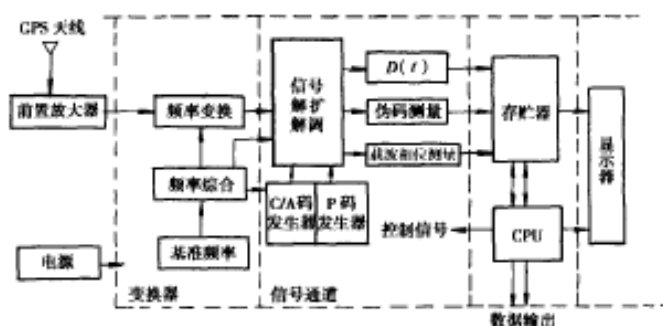 GPS 天线
前置放大器
电源
频率变换
频率综合
基准频率
变换器
信号
解扩
解调
C/A码
发生器
P 码
发生器
信号通道
D(t)
伪码测量
载波相位测量
控制信号
存贮器
CPU
数据输出
显示器